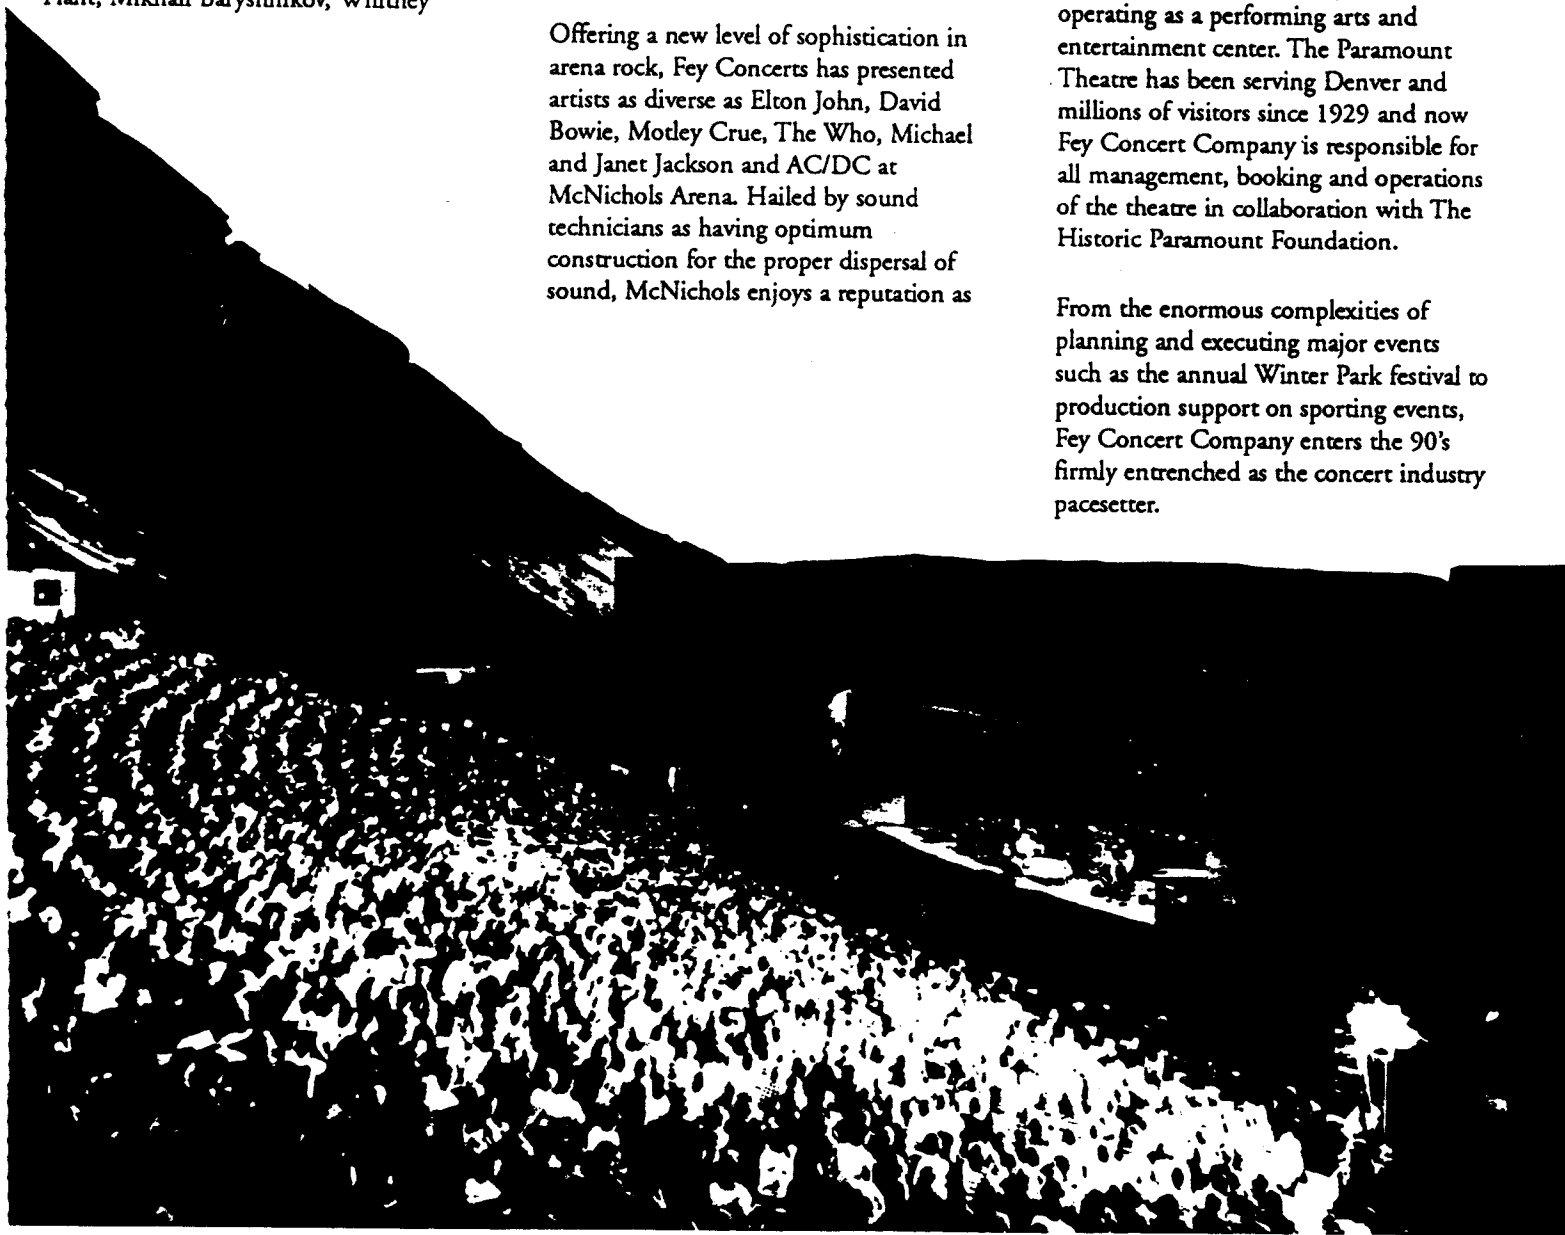 Plant, Mikhail Baryshnikov, Whitney
Offering a new level of sophistication in
arena rock, Fey Concerts has presented
artists as diverse as Elton John, David
Bowie, Motley Crue, The Who, Michael
and Janet Jackson and AC/DC at
McNichols Arena. Hailed by sound
technicians as having optimum
construction for the proper dispersal of
sound, McNichols enjoys a reputation as
operating as a performing arts and
entertainment center. The Paramount
Theatre has been serving Denver and
millions of visitors since 1929 and now
Fey Concert Company is responsible for
all management, booking and operations
of the theatre in collaboration with The
Historic Paramount Foundation.
From the enormous complexities of
planning and executing major events
such as the annual Winter Park festival to
production support on sporting events,
Fey Concert Company enters the 90's
firmly entrenched as the concert industry
pacesetter.